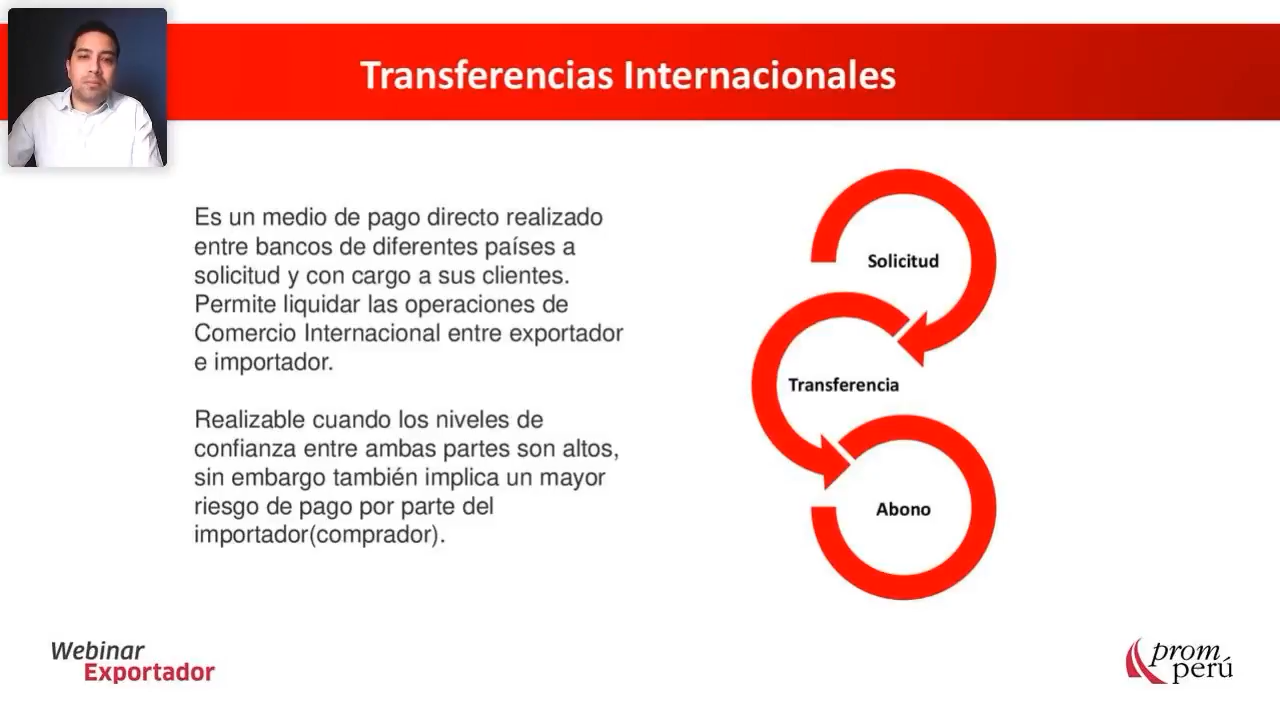 Transferencias Internacionales
Es un medio de pago directo realizado
entre bancos de diferentes países a
solicitud y con cargo a sus clientes.
Permite liquidar las operaciones de
Comercio Internacional entre exportador
e importador.
Realizable cuando los niveles de
confianza entre ambas partes son altos,
sin embargo también implica un mayor
riesgo de pago por parte del
importador(comprador).
Solicitud
Transferencia
Abono
Webinar
Exportador
prom
perú